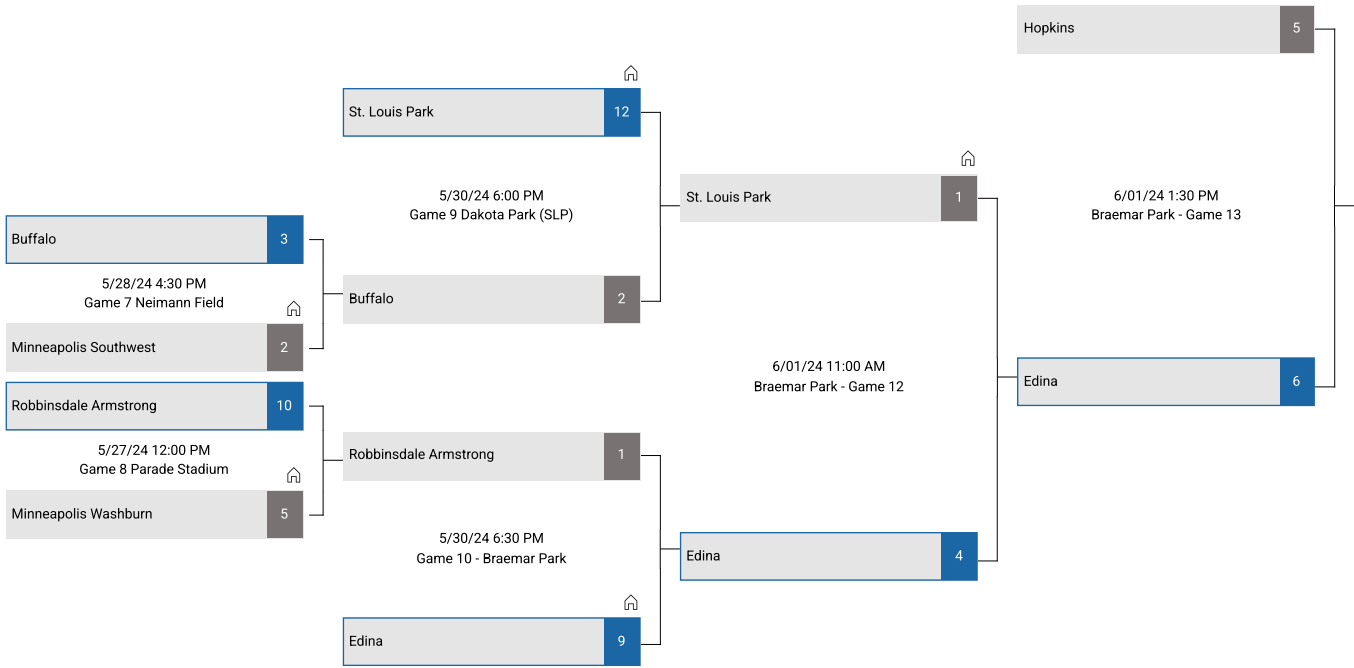 Hopkins
5
St. Louis Park
12
5/30/24 6:00 PM
Game 9 Dakota Park (SLP)
St. Louis Park
1
6/01/24 1:30 PM
Braemar Park - Game 13
Buffalo
3
5/28/24 4:30 PM
Game 7 Neimann Field
Buffalo
2
Minneapolis Southwest
2
6/01/24 11:00 AM
Braemar Park - Game 12
Edina
6
Robbinsdale Armstrong
10
5/27/24 12:00 PM
Game 8 Parade Stadium
Robbinsdale Armstrong
1
Minneapolis Washburn
5
5/30/24 6:30 PM
Game 10 - Braemar Park
Edina
4
Edina
9